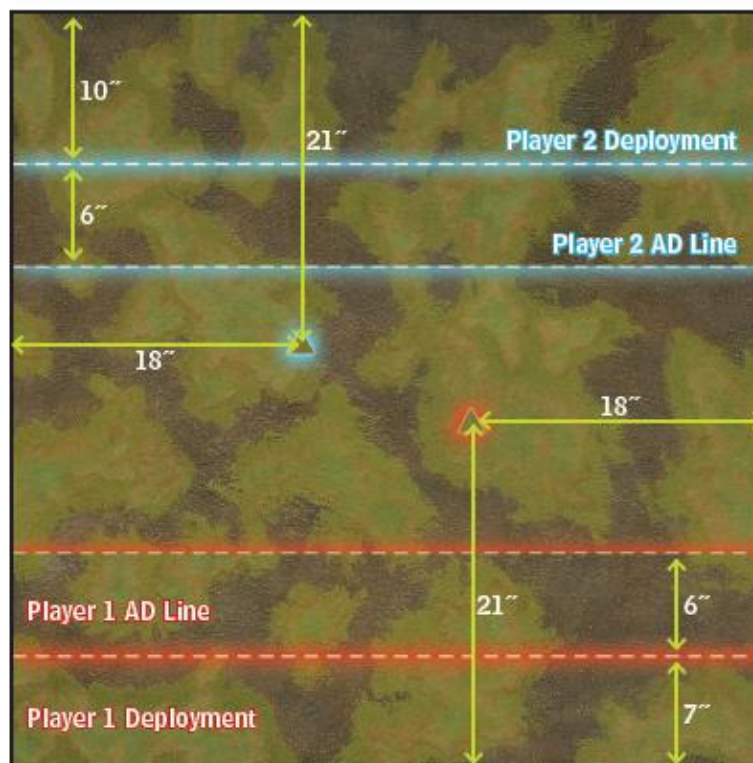 10″
21″
Player 2 Deployment
6″
Player 2 AD Line
18″
18″
Player 1 AD Line
21″
6″
Player 1 Deployment
7″